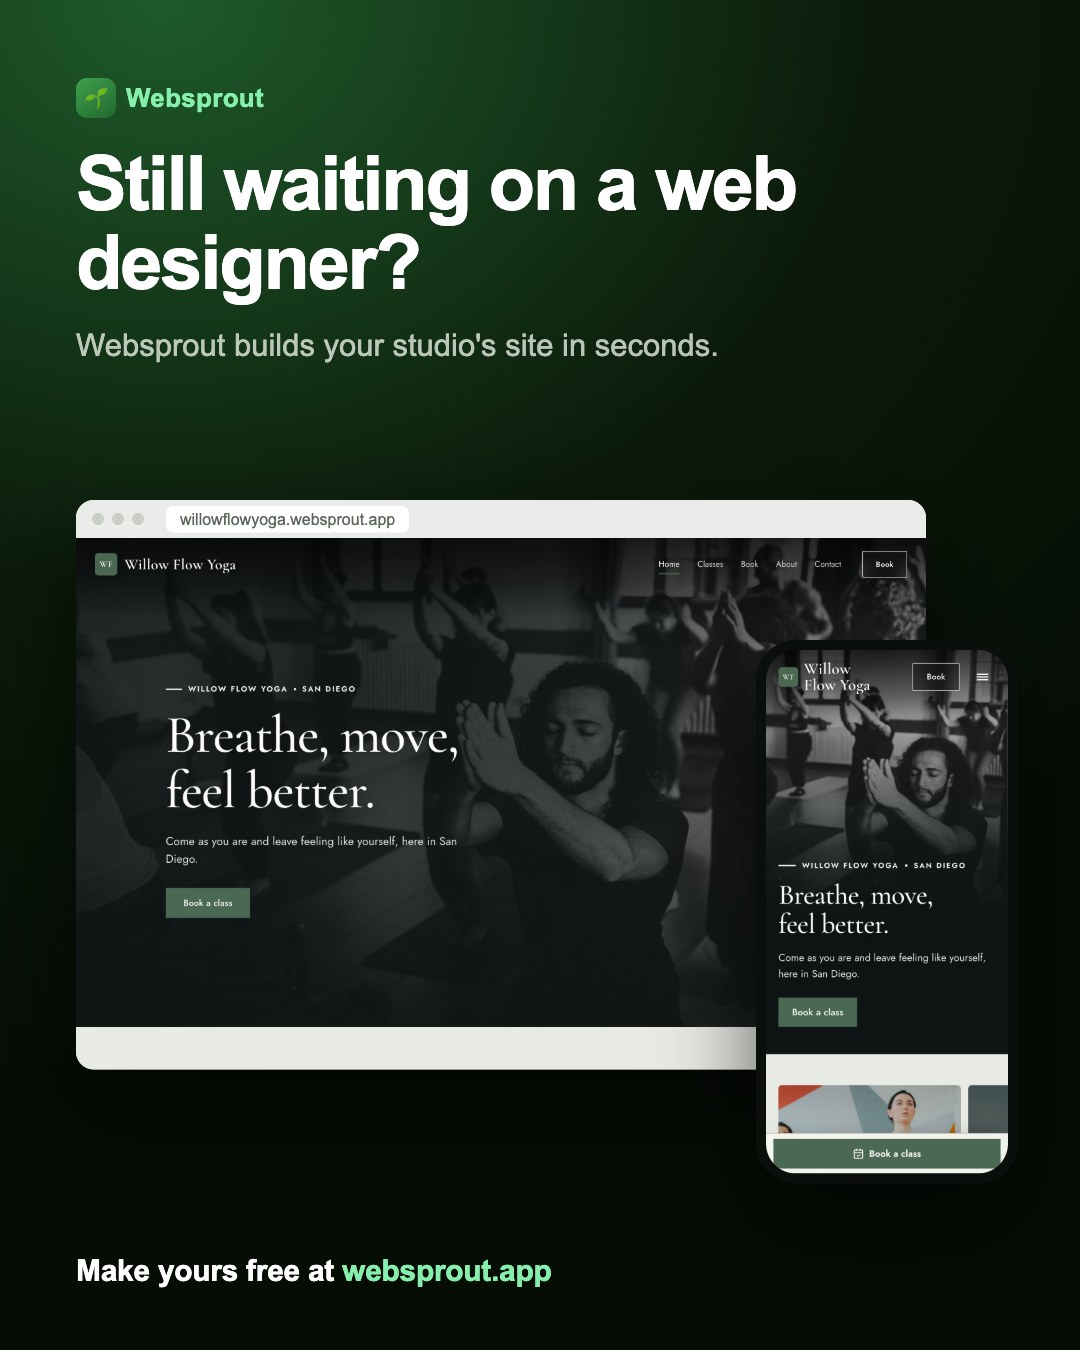 Websprout
Still waiting on a web
designer?
Websprout builds your studio's site in seconds.
willowflowyoga.websprout.app
WF Willow Flow Yoga
Home Classes Book About Contact Book
WILLOW FLOW YOGA • SAN DIEGO
Breathe, move,
feel better.
Come as you are and leave feeling like yourself, here in San
Diego.
Book a class
WF Willow
Flow Yoga
Book
WILLOW FLOW YOGA • SAN DIEGO
Breathe, move,
feel better.
Come as you are and leave feeling like yourself,
here in San Diego.
Book a class
Book a class
Make yours free at websprout.app